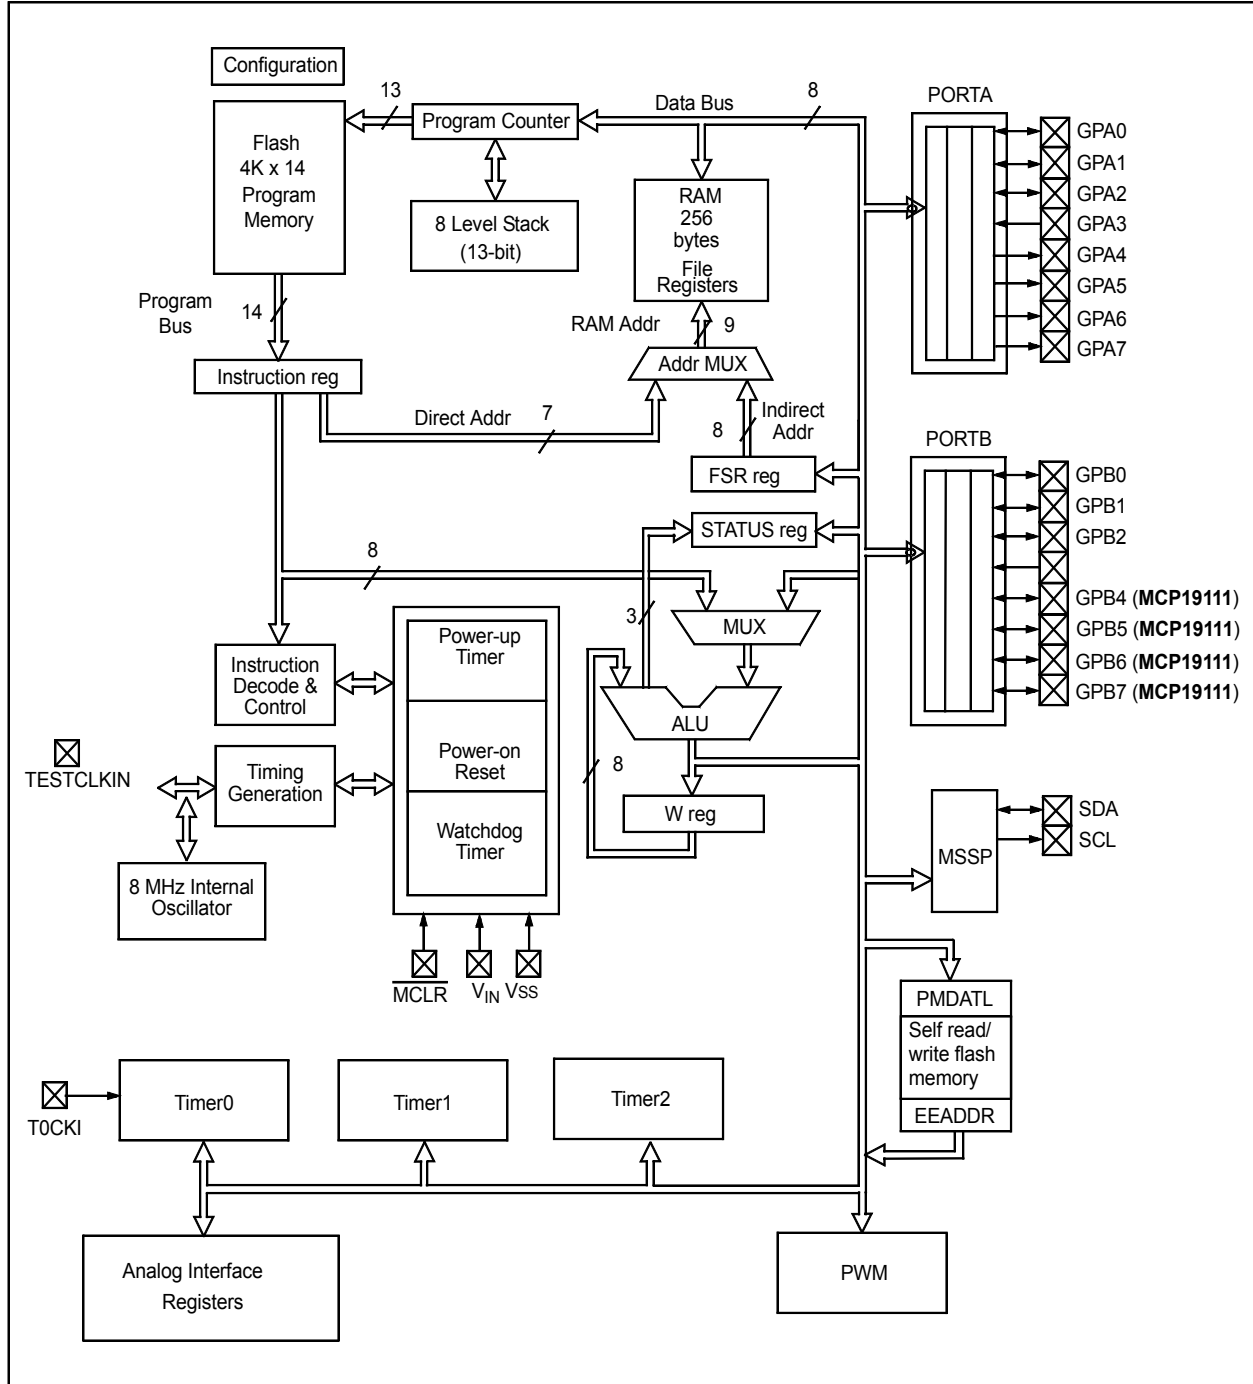 Configuration
Flash
4K x 14
Program
Memory
13
Program Counter
Data Bus
8
8 Level Stack
(13-bit)
RAM
256
bytes
File
Registers
PORTA
GPA0
GPA1
GPA2
GPA3
GPA4
GPA5
GPA6
GPA7
Program
Bus
14
RAM Addr
9
Addr MUX
Instruction reg
Direct Addr
7
8
Indirect
Addr
FSR reg
STATUS reg
PORTB
GPB0
GPB1
GPB2
GPB4 (MCP19111)
GPB5 (MCP19111)
GPB6 (MCP19111)
GPB7 (MCP19111)
8
3
MUX
Power-up
Timer
Instruction
Decode &
Control
ALU
TESTCLKIN
Timing
Generation
Power-on
Reset
8
W reg
Watchdog
Timer
8 MHz Internal
Oscillator
MSSP
SDA
SCL
MCLR
VIN
VSS
PMDATL
Self read/
write flash
memory
EEADDR
T0CKI
Timer0
Timer1
Timer2
Analog Interface
Registers
PWM